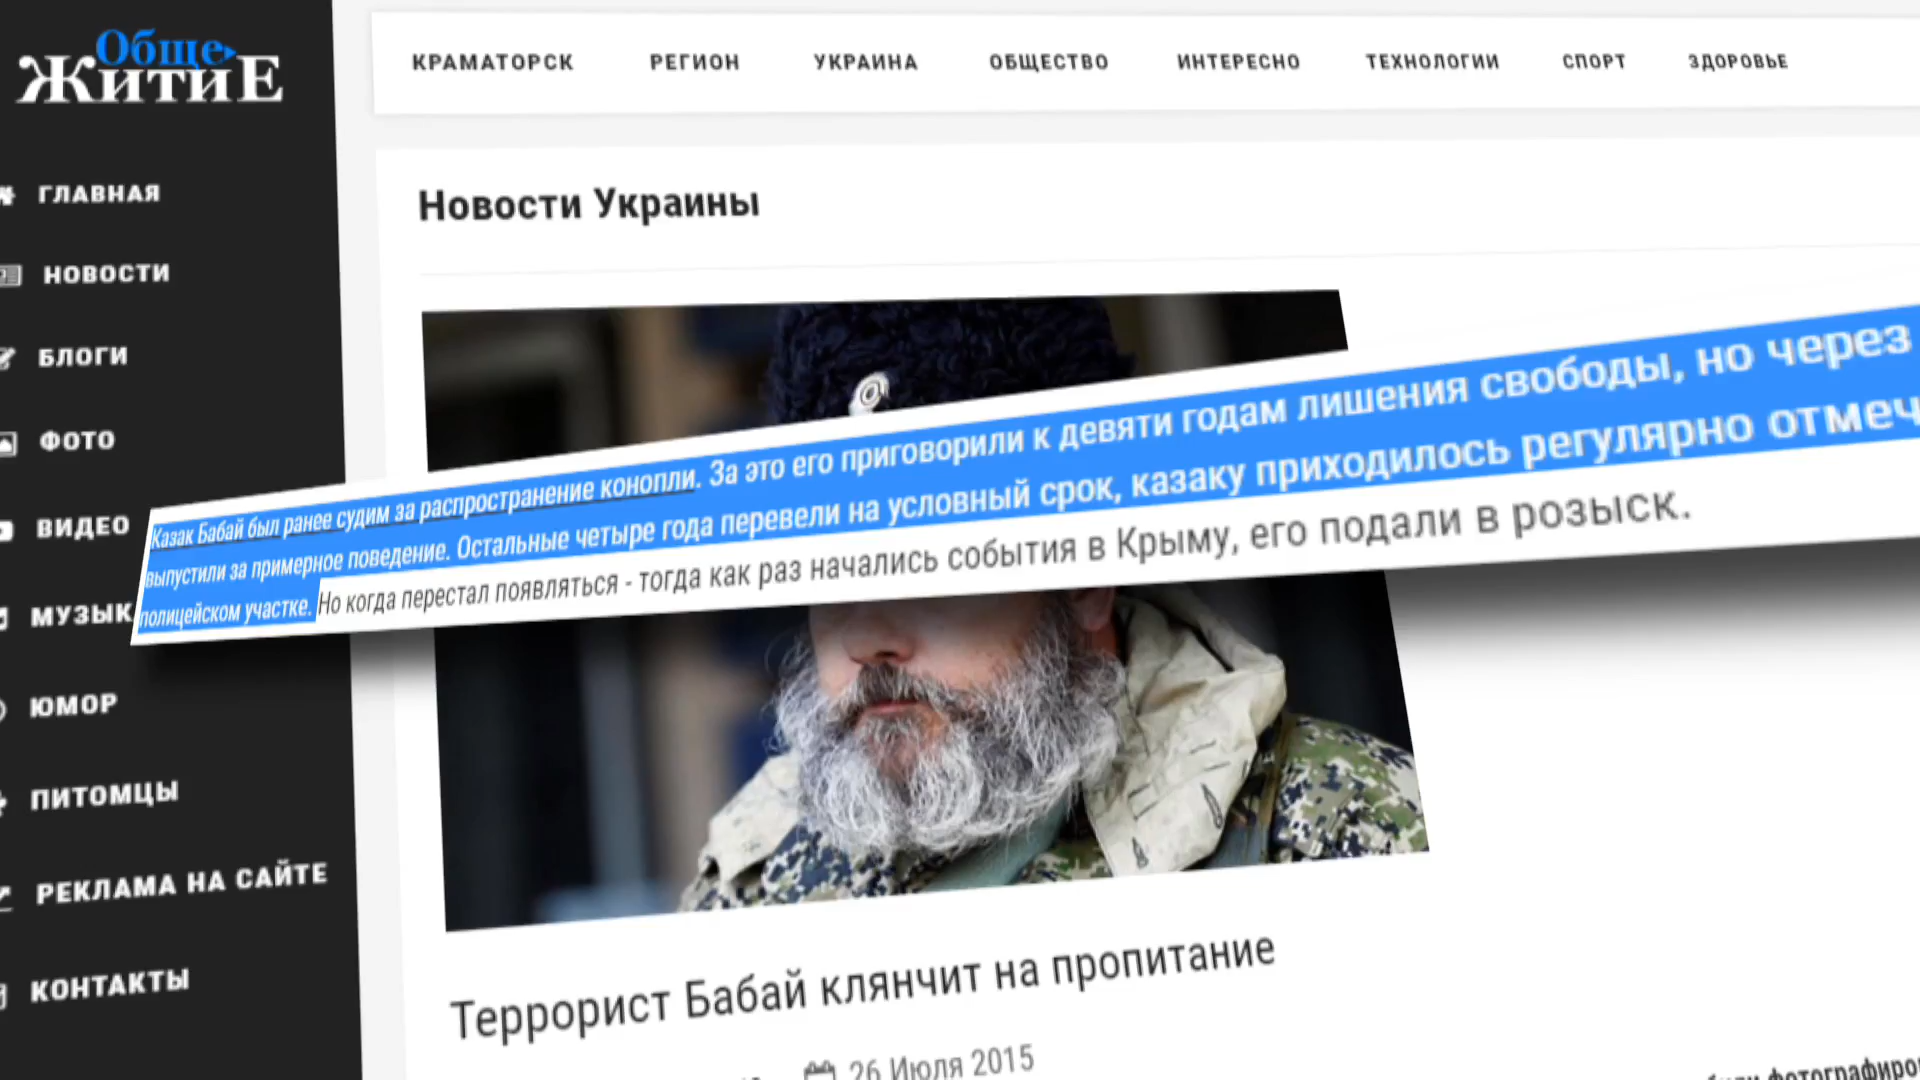 Обще
ЖИТИЕ
КРАМАТОРСК РЕГИОН УКРАИНА ОБЩЕСТВО ИНТЕРЕСНО ТЕХНОЛОГИИ СПОРТ ЗДОРОВЬЕ
ГЛАВНАЯ
НОВОСТИ
БЛОГИ
ФОТО
ВИДЕО
МУЗЫК
ЮМОР
ПИТОМЦЫ
РЕКЛАМА НА САЙТЕ
КОНТАКТЫ
Новости Украины
Казак Бабай был ранее судим за распространение конопли. За это его приговорили к девяти годам лишения свободы, но через
выпустили за примерное поведение. Остальные четыре года перевели на условный срок, казаку приходилось регулярно отмеч
полицейском участке. Но когда перестал появляться - тогда как раз начались события в Крыму, его подали в розыск.
Террорист Бабай клянчит на пропитание
26 Июля 2015
фотографиро